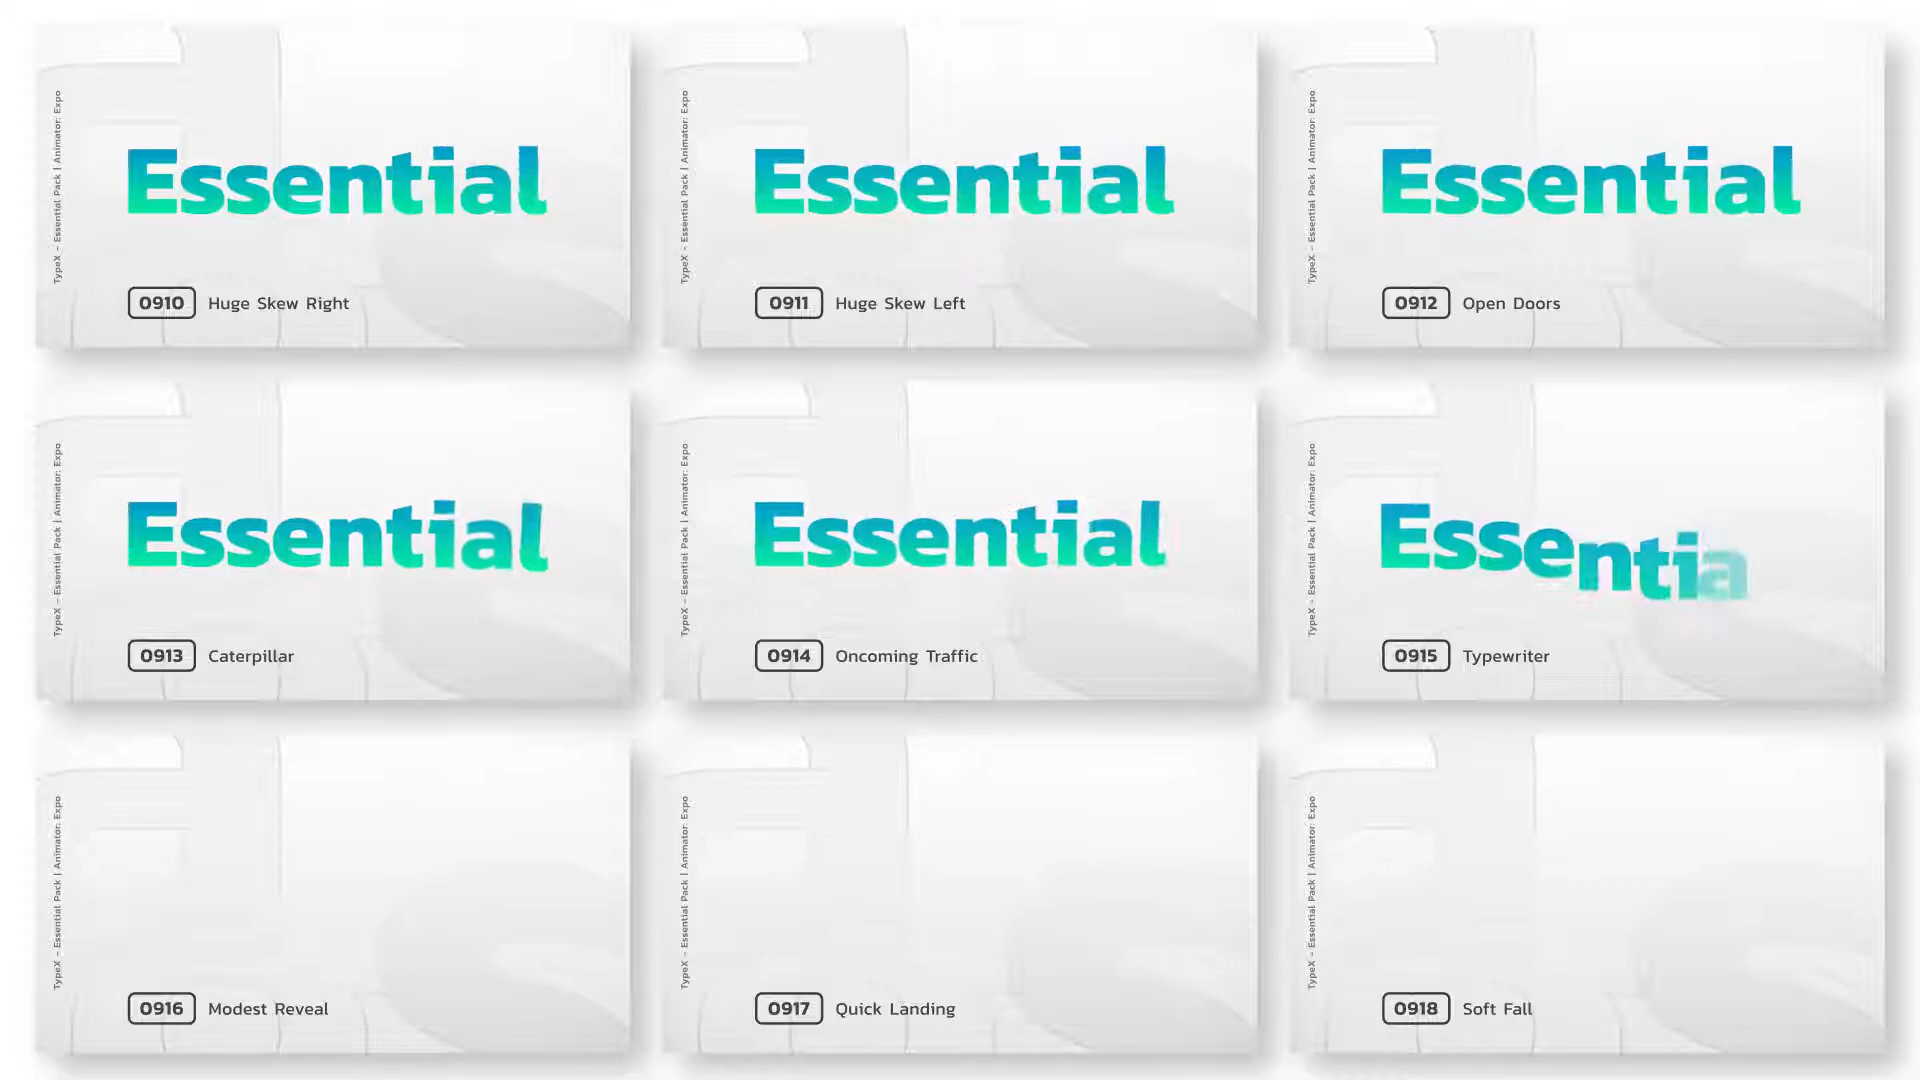 TypeX - Essential Pack | Animator: Expo
Essential
0910 Huge Skew Right
TypeX - Essential Pack | Animator: Expo
Essential
0911 Huge Skew Left
TypeX - Essential Pack | Animator: Expo
Essential
0912 Open Doors
TypeX - Essential Pack | Animator: Expo
Essential
0913 Caterpillar
TypeX - Essential Pack | Animator: Expo
Essential
0914 Oncoming Traffic
TypeX - Essential Pack | Animator: Expo
Essentia
0915 Typewriter
TypeX - Essential Pack | Animator: Expo
0916 Modest Reveal
TypeX - Essential Pack | Animator: Expo
0917 Quick Landing
TypeX - Essential Pack | Animator: Expo
0918 Soft Fall